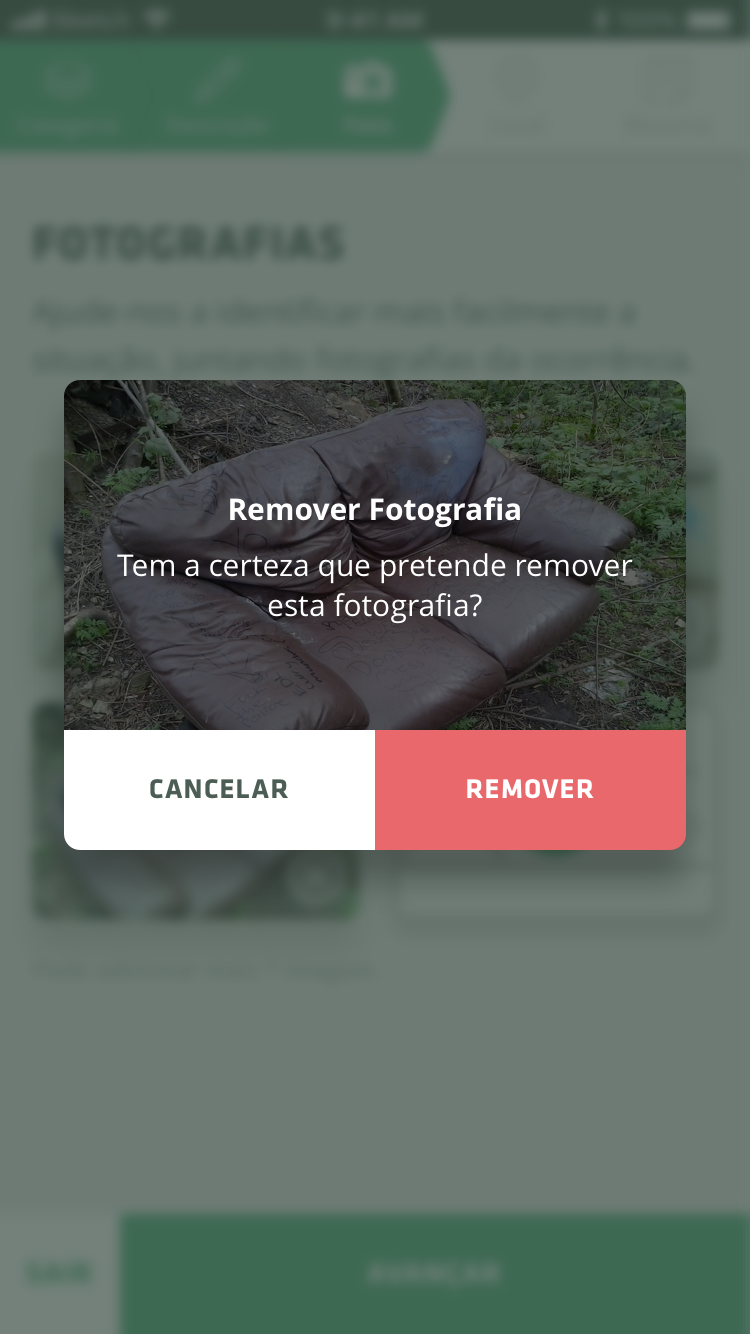 FOTOGRAFIAS
Ajude-nos a identificar mais facilmente a
situação, juntando fotografias da ocorrência.
Remover Fotografia
Tem a certeza que pretende remover
esta fotografia?
CANCELAR
REMOVER
SAIR
AVANÇAR